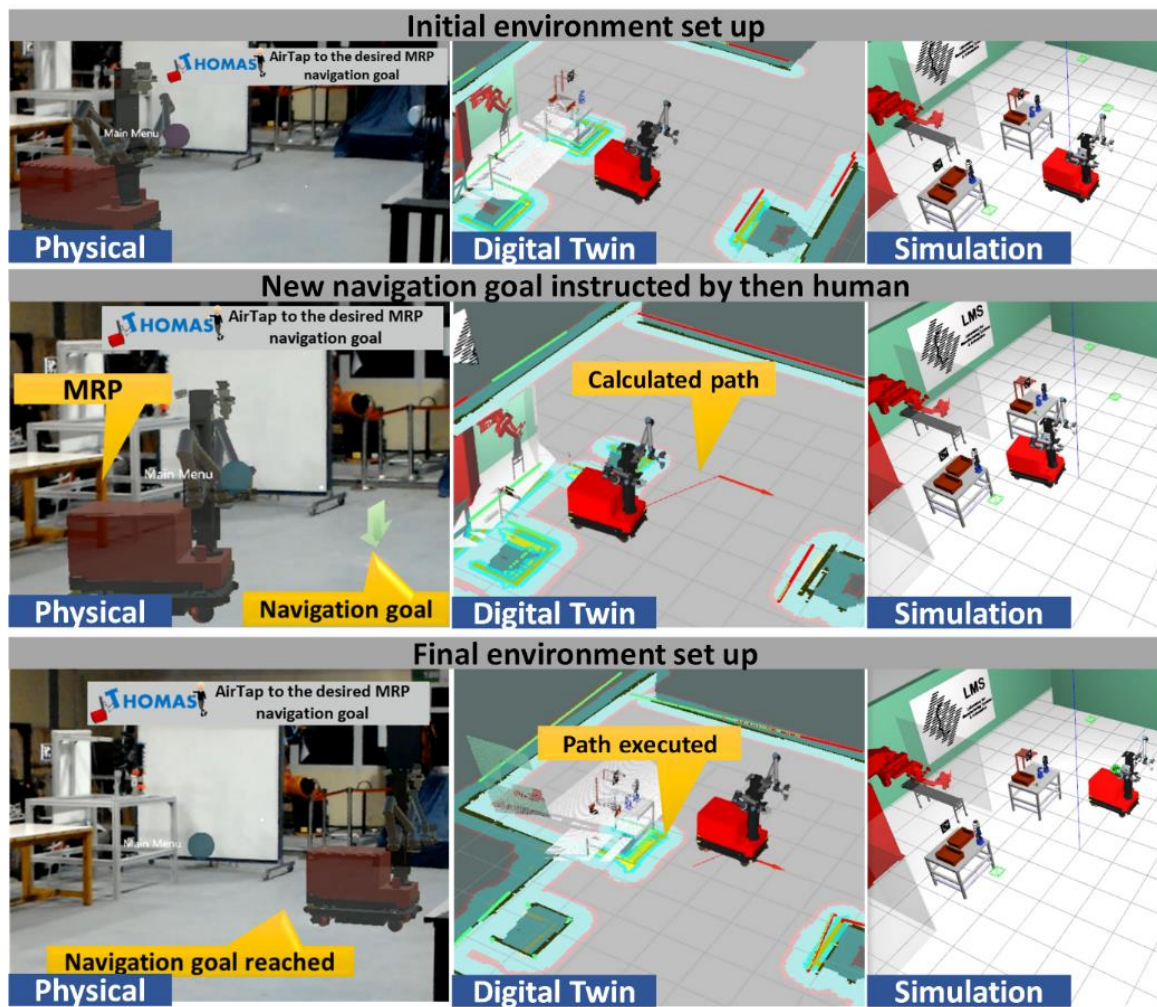 Initial environment set up
THOMAS
AirTap to the desired MRP
navigation goal
Main Menu
Physical
Digital Twin
Simulation
New navigation goal instructed by then human
THOMAS
AirTap to the desired MRP
navigation goal
MRP
Main Menu
Navigation goal
Physical
Calculated path
Digital Twin
LMS
Simulation
Final environment set up
THOMAS
AirTap to the desired MRP
navigation goal
Main Menu
Navigation goal reached
Physical
Path executed
Digital Twin
LMS
Simulation